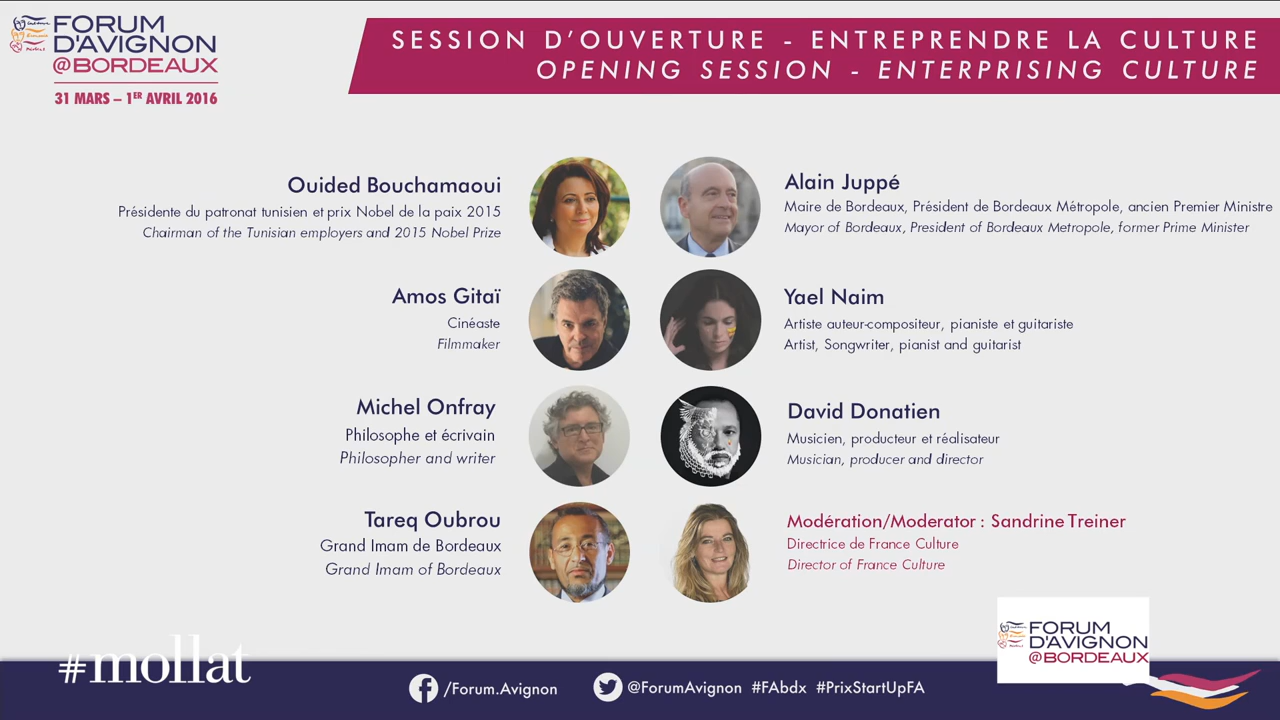 FORUM
D'AVIGNON
@BORDEAUX
31 MARS – 1ER AVRIL 2016
SESSION D'OUVERTURE - ENTREPRENDRE LA CULTURE
OPENING SESSION - ENTERPRISING CULTURE
Ouided Bouchamaoui
Présidente du patronat tunisien et prix Nobel de la paix 2015
Chairman of the Tunisian employers and 2015 Nobel Prize
Alain Juppé
Maire de Bordeaux, Président de Bordeaux Métropole, ancien Premier Ministre
Mayor of Bordeaux, President of Bordeaux Metropole, former Prime Minister
Amos Gitaï
Cinéaste
Filmmaker
Yael Naim
Artiste auteur-compositeur, pianiste et guitariste
Artist, Songwriter, pianist and guitarist
Michel Onfray
Philosophe et écrivain
Philosopher and writer
David Donatien
Musicien, producteur et réalisateur
Musician, producer and director
Tareq Oubrou
Grand Imam de Bordeaux
Grand Imam of Bordeaux
Modération/Moderator : Sandrine Treiner
Directrice de France Culture
Director of France Culture
#mollat
/Forum.Avignon
@ForumAvignon #FAbdx #PrixStartUpFA
FORUM
D'AVIGNON
@BORDEAUX